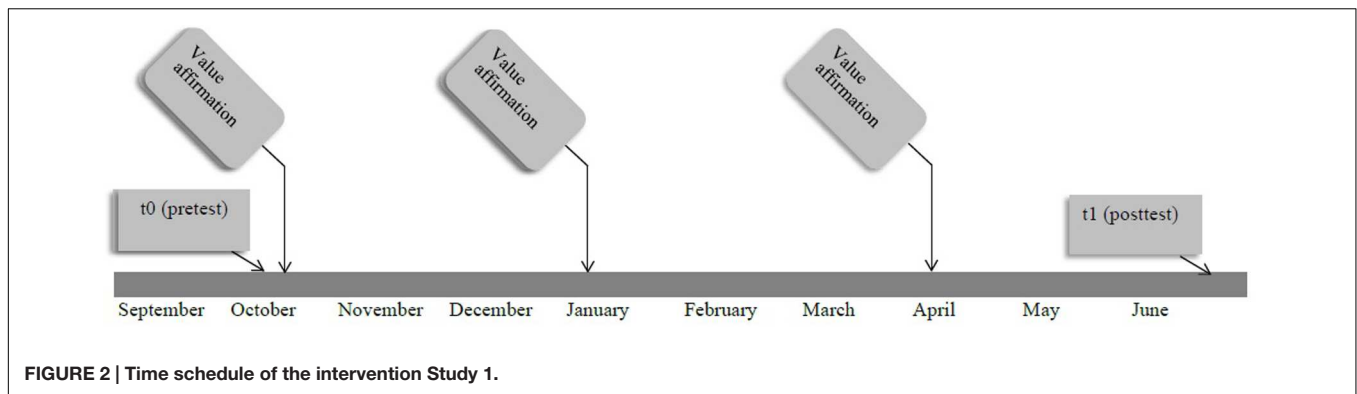 Value
affirmation
Value
affirmation
Value
affirmation
t0 (pretest)
t1 (posttest)
September October November December January February March April May June
FIGURE 2 | Time schedule of the intervention Study 1.